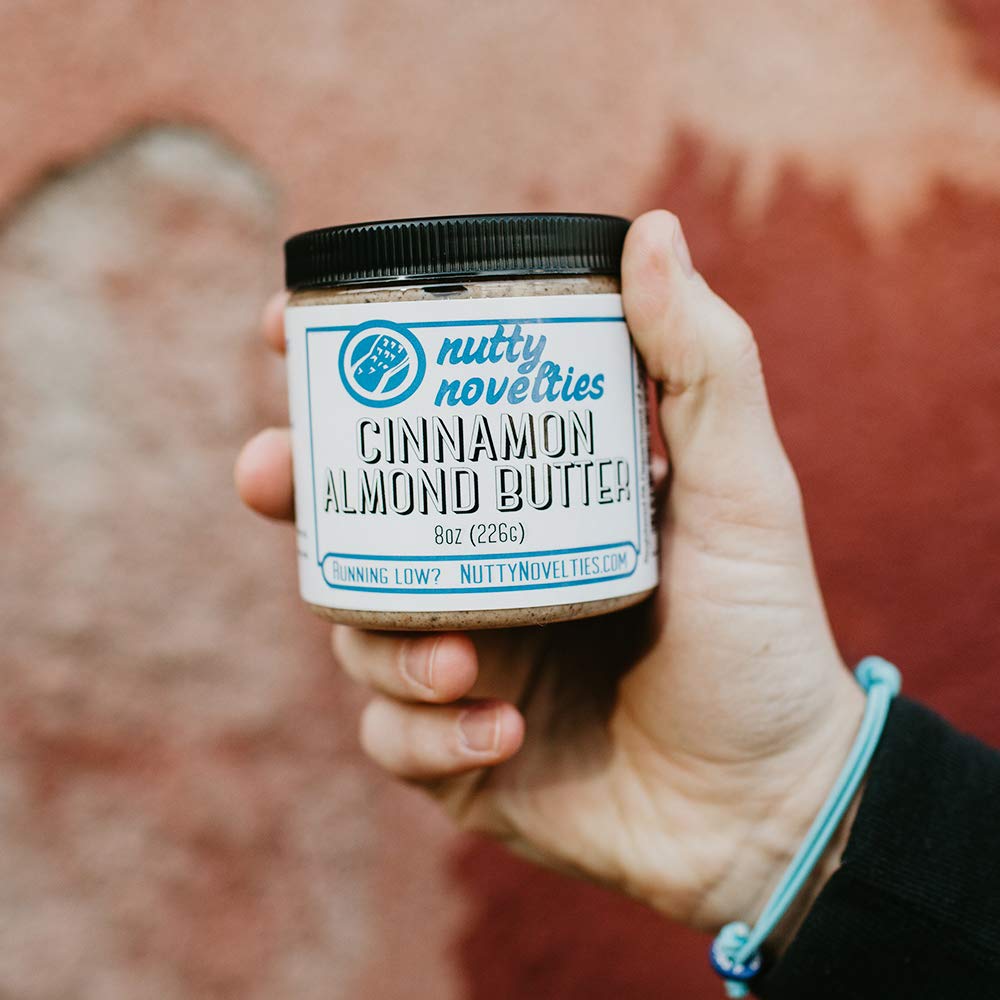 nutty
novelties
CINNAMON
ALMOND BUTTER
8oz (226g)
RUNNING LOW? NUTTYNOVELTIES.COM